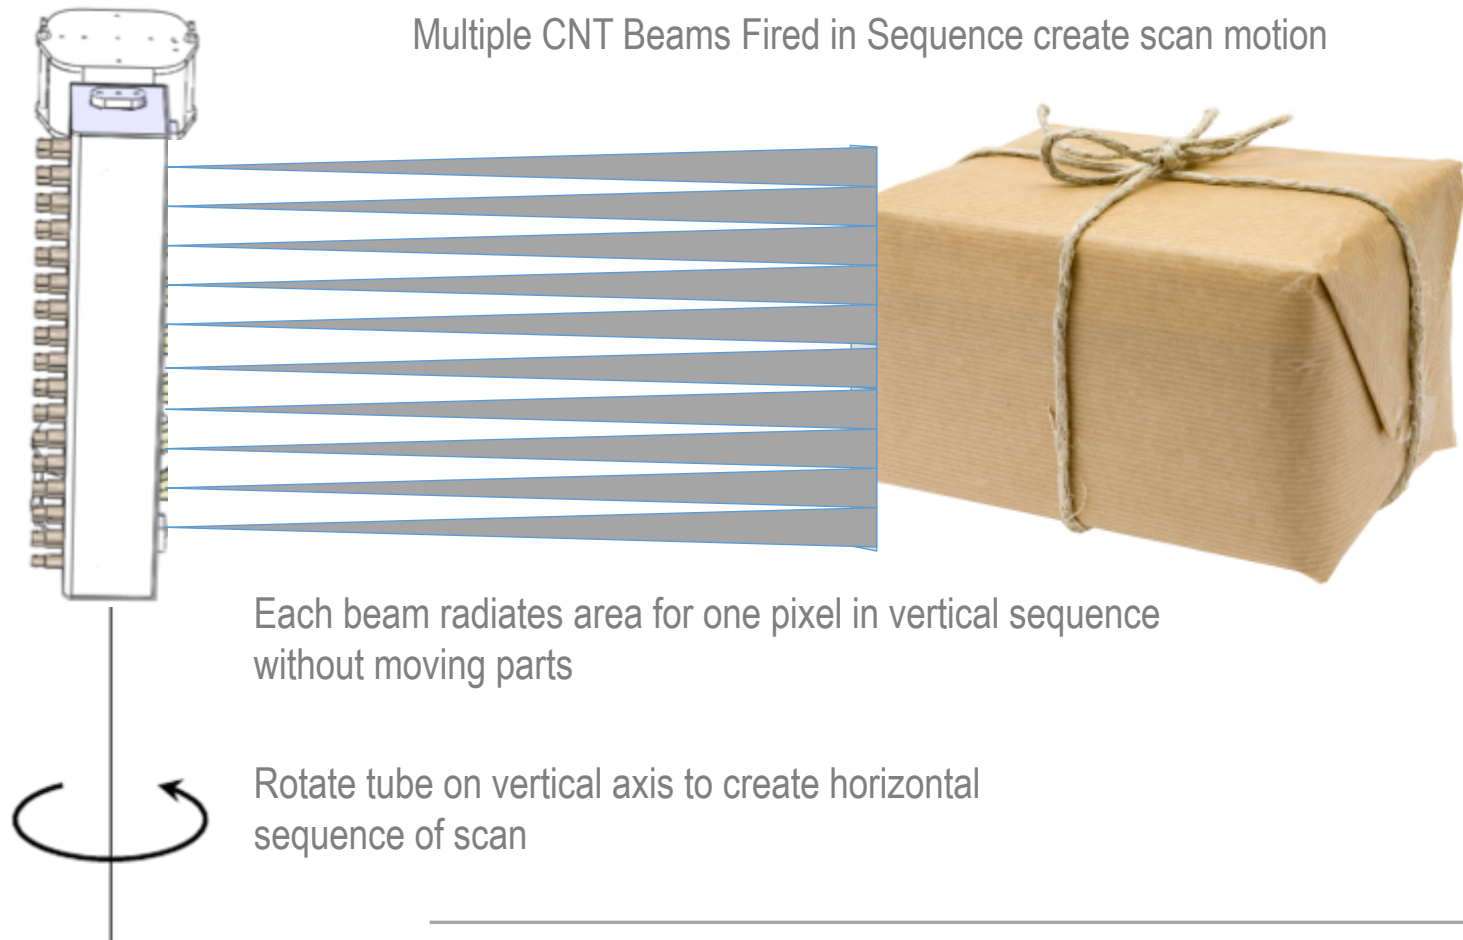 Multiple CNT Beams Fired in Sequence create scan motion
Each beam radiates area for one pixel in vertical sequence
without moving parts
Rotate tube on vertical axis to create horizontal
sequence of scan